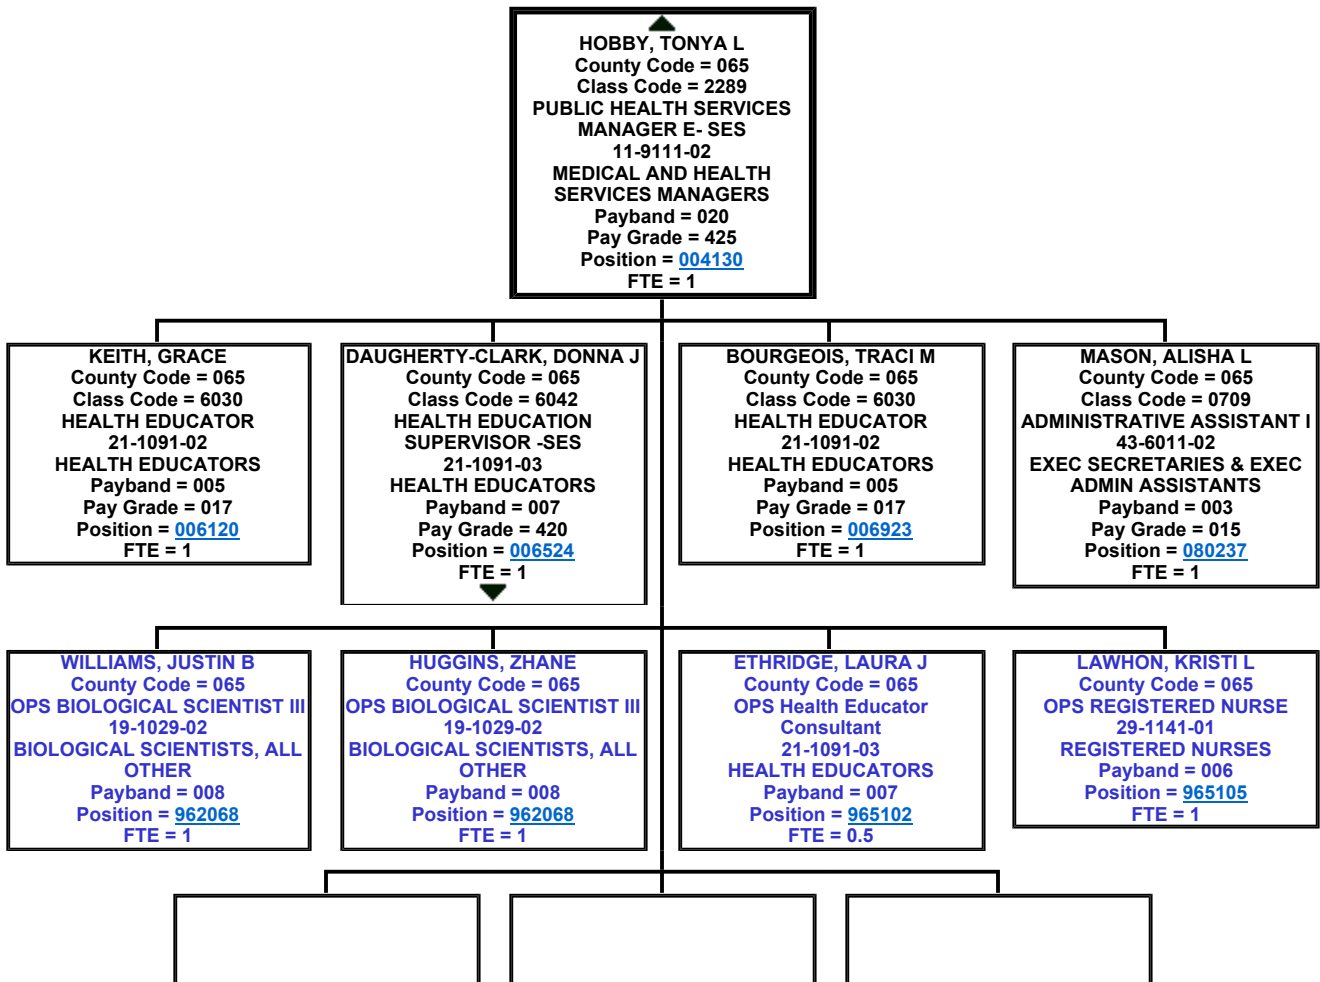 HOBBY, TONYA L
County Code = 065
Class Code = 2289
PUBLIC HEALTH SERVICES
MANAGER E- SES
11-9111-02
MEDICAL AND HEALTH
SERVICES MANAGERS
Payband = 020
Pay Grade = 425
Position = 004130
FTE = 1
KEITH, GRACE
County Code = 065
Class Code = 6030
HEALTH EDUCATOR
21-1091-02
HEALTH EDUCATORS
Payband = 005
Pay Grade = 017
Position = 006120
FTE = 1
DAUGHERTY-CLARK, DONNA J
County Code = 065
Class Code = 6042
HEALTH EDUCATION
SUPERVISOR -SES
21-1091-03
HEALTH EDUCATORS
Payband = 007
Pay Grade = 420
Position = 006524
FTE = 1
BOURGEOIS, TRACI M
County Code = 065
Class Code = 6030
HEALTH EDUCATOR
21-1091-02
HEALTH EDUCATORS
Payband = 005
Pay Grade = 017
Position = 006923
FTE = 1
MASON, ALISHA L
County Code = 065
Class Code = 0709
ADMINISTRATIVE ASSISTANT I
43-6011-02
EXEC SECRETARIES & EXEC
ADMIN ASSISTANTS
Payband = 003
Pay Grade = 015
Position = 080237
FTE = 1
WILLIAMS, JUSTIN B
County Code = 065
OPS BIOLOGICAL SCIENTIST III
19-1029-02
BIOLOGICAL SCIENTISTS, ALL
OTHER
Payband = 008
Position = 962068
FTE = 1
HUGGINS, ZHANE
County Code = 065
OPS BIOLOGICAL SCIENTIST III
19-1029-02
BIOLOGICAL SCIENTISTS, ALL
OTHER
Payband = 008
Position = 962068
FTE = 1
ETHRIDGE, LAURA J
County Code = 065
OPS Health Educator
Consultant
21-1091-03
HEALTH EDUCATORS
Payband = 007
Position = 965102
FTE = 0.5
LAWHON, KRISTI L
County Code = 065
OPS REGISTERED NURSE
29-1141-01
REGISTERED NURSES
Payband = 006
Position = 965105
FTE = 1